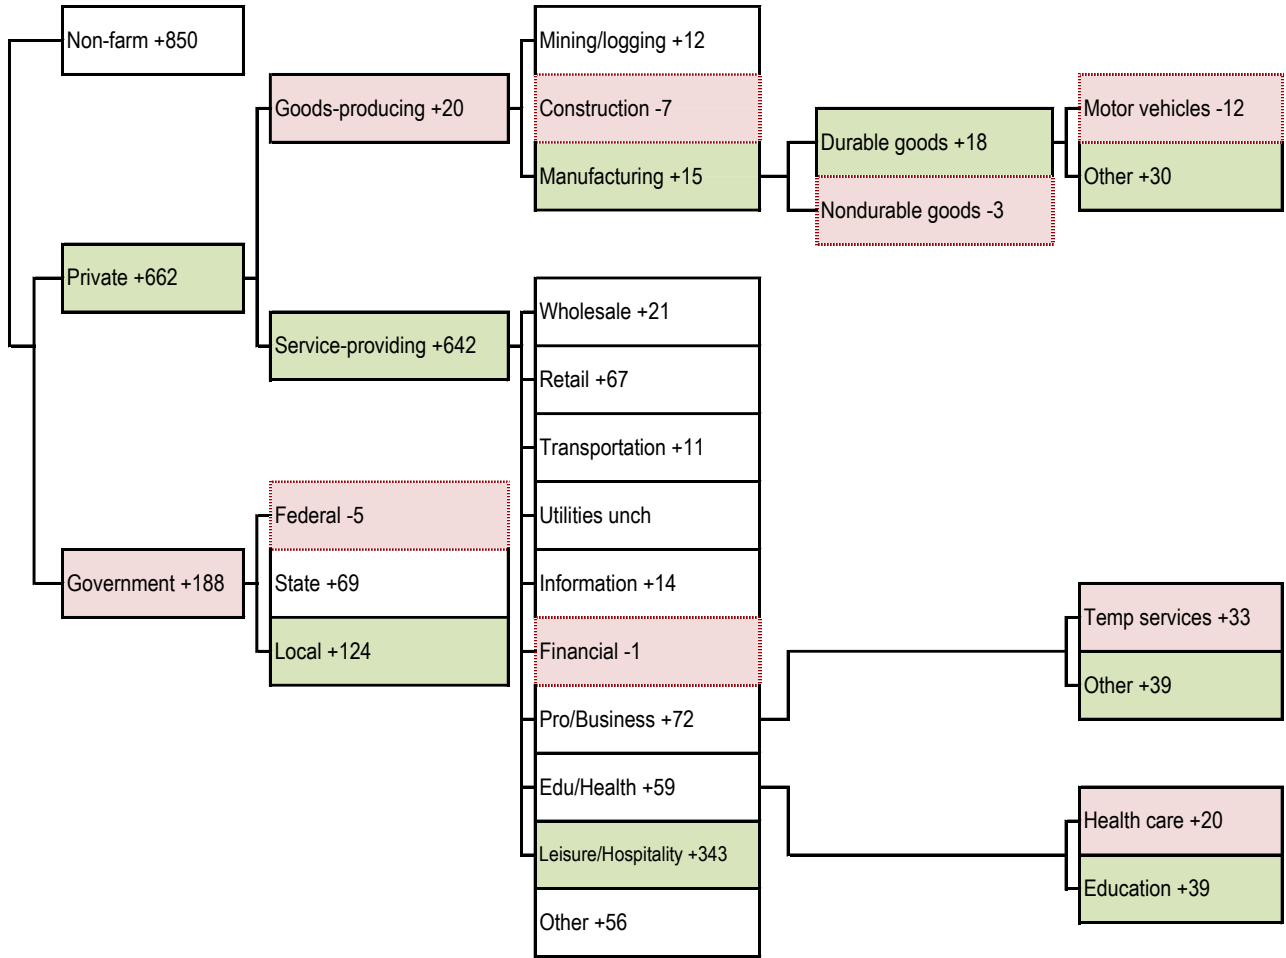 Non-farm +850
Private +662
Government +188
Goods-producing +20
Service-providing +642
Federal -5
State +69
Local +124
Mining/logging +12
Construction -7
Manufacturing +15
Wholesale +21
Retail +67
Transportation +11
Utilities unch
Information +14
Financial -1
Pro/Business +72
Edu/Health +59
Leisure/Hospitality +343
Other +56
Durable goods +18
Nondurable goods -3
Motor vehicles -12
Other +30
Temp services +33
Other +39
Health care +20
Education +39